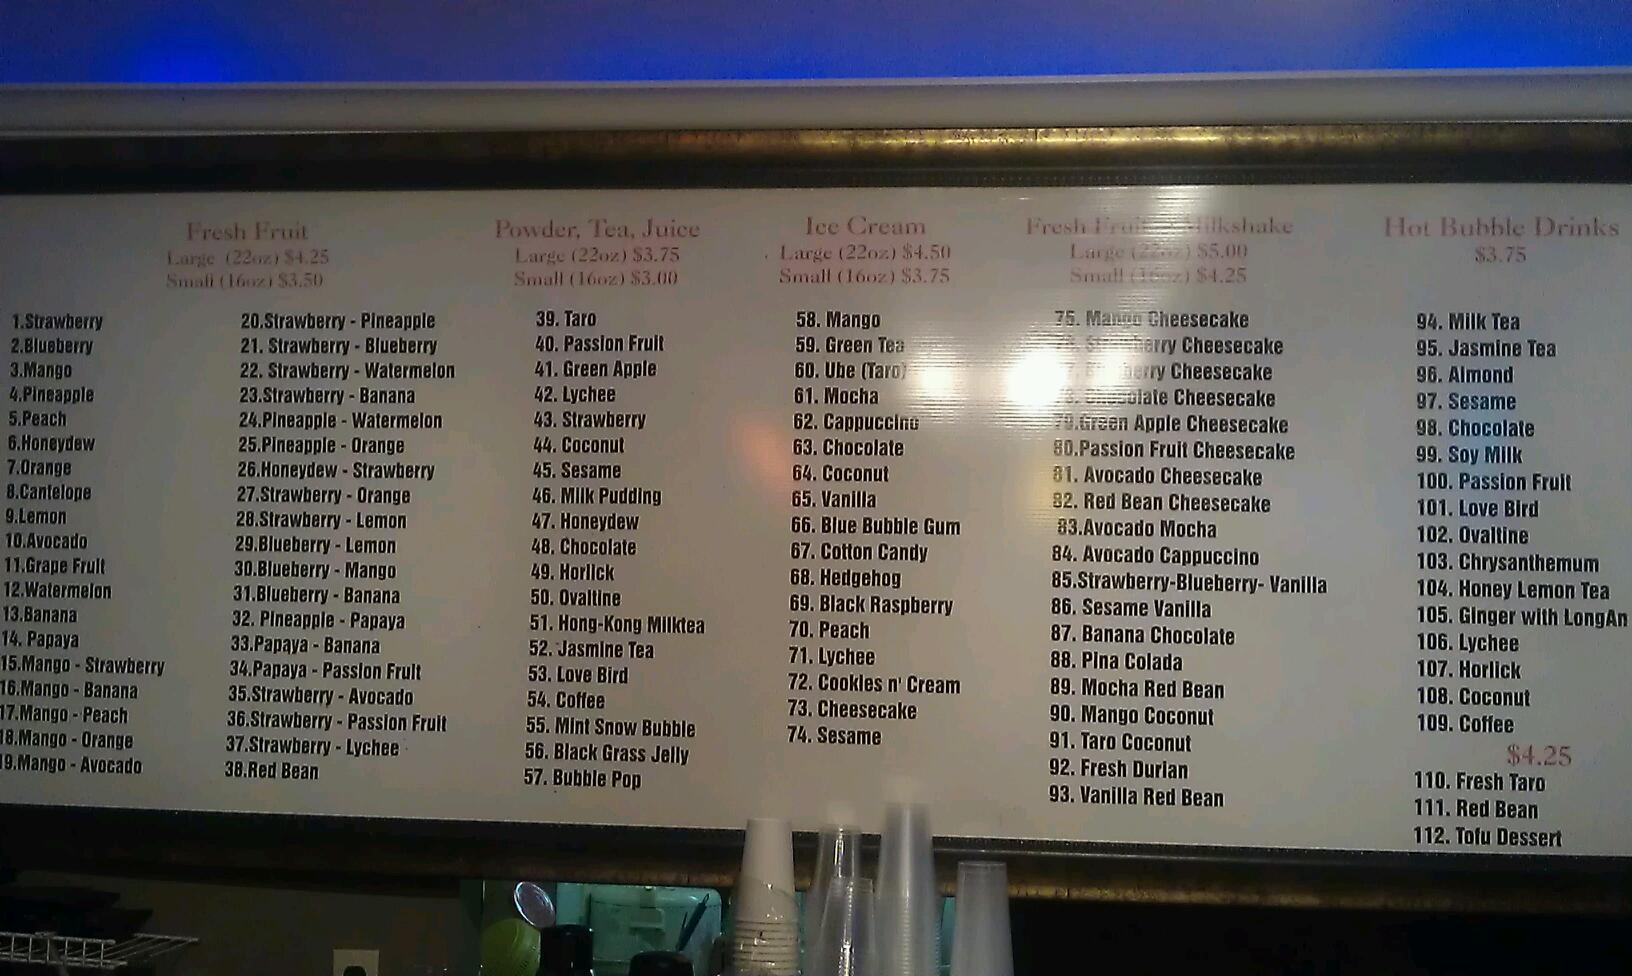 Fresh Fruit
Large (22oz) $4.25
Small (16oz) $3.50
1.Strawberry
2.Blueberry
3.Mango
4.Pineapple
5.Peach
6.Honeydew
7.Orange
8.Cantelope
9.Lemon
10.Avocado
11.Grape Fruit
12.Watermelon
13.Banana
14. Papaya
15.Mango - Strawberry
16.Mango - Banana
17.Mango - Peach
18.Mango - Orange
19.Mango - Avocado
20.Strawberry - Pineapple
21. Strawberry - Blueberry
22. Strawberry - Watermelon
23.Strawberry - Banana
24.Pineapple - Watermelon
25.Pineapple - Orange
26.Honeydew - Strawberry
27.Strawberry - Orange
28.Strawberry - Lemon
29.Blueberry - Lemon
30.Blueberry - Mango
31.Blueberry - Banana
32. Pineapple - Papaya
33.Papaya - Banana
34.Papaya - Passion Fruit
35.Strawberry - Avocado
36.Strawberry - Passion Fruit
37.Strawberry - Lychee
38.Red Bean
Powder, Tea, Juice
Large (22oz) $3.75
Small (16oz) $3.00
39. Taro
40. Passion Fruit
41. Green Apple
42. Lychee
43. Strawberry
44. Coconut
45. Sesame
46. Milk Pudding
47. Honeydew
48. Chocolate
49. Horlick
50. Ovaltine
51. Hong-Kong Milktea
52. Jasmine Tea
53. Love Bird
54. Coffee
55. Mint Snow Bubble
56. Black Grass Jelly
57. Bubble Pop
Ice Cream
Large (22oz) $4.50
Small (16oz) $3.75
58. Mango
59. Green Tea
60. Ube (Taro)
61. Mocha
62. Cappuccino
63. Chocolate
64. Coconut
65. Vanilla
66. Blue Bubble Gum
67. Cotton Candy
68. Hedgehog
69. Black Raspberry
70. Peach
71. Lychee
72. Cookies n' Cream
73. Cheesecake
74. Sesame
Fresh Fruit Milkshake
Large (22oz) $5.00
Small (16oz) $4.25
75. Mango Cheesecake
Strawberry Cheesecake
Cheesecake
Chocolate Cheesecake
79.Green Apple Cheesecake
80.Passion Fruit Cheesecake
81. Avocado Cheesecake
82. Red Bean Cheesecake
83.Avocado Mocha
84. Avocado Cappuccino
85.Strawberry-Blueberry- Vanilla
86. Sesame Vanilla
87. Banana Chocolate
88. Pina Colada
89. Mocha Red Bean
90. Mango Coconut
91. Taro Coconut
92. Fresh Durian
93. Vanilla Red Bean
Hot Bubble Drinks
$3.75
94. Milk Tea
95. Jasmine Tea
96. Almond
97. Sesame
98. Chocolate
99. Soy Milk
100. Passion Fruit
101. Love Bird
102. Ovaltine
103. Chrysanthemum
104. Honey Lemon Tea
105. Ginger with LongAn
106. Lychee
107. Horlick
108. Coconut
109. Coffee
$4.25
110. Fresh Taro
111. Red Bean
112. Tofu Dessert